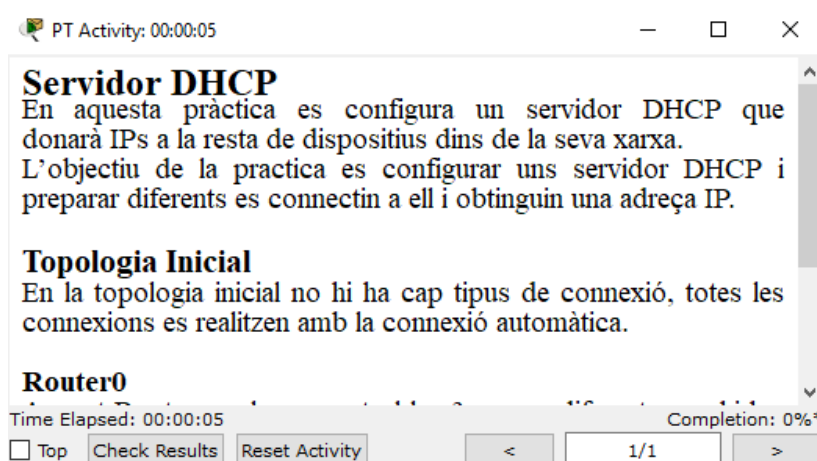 PT Activity: 00:00:05
Servidor DHCP
En aquesta pràctica es configura un servidor DHCP que
donarà IPs a la resta de dispositius dins de la seva xarxa.
L’objectiu de la practica es configurar uns servidor DHCP i
preparar diferents es connectin a ell i obtinguin una adreça IP.
Topologia Inicial
En la topologia inicial no hi ha cap tipus de connexió, totes les
connexions es realitzen amb la connexió automàtica.
Router0
Time Elapsed: 00:00:05 Completion: 0%*
Top Check Results Reset Activity < 1/1 >